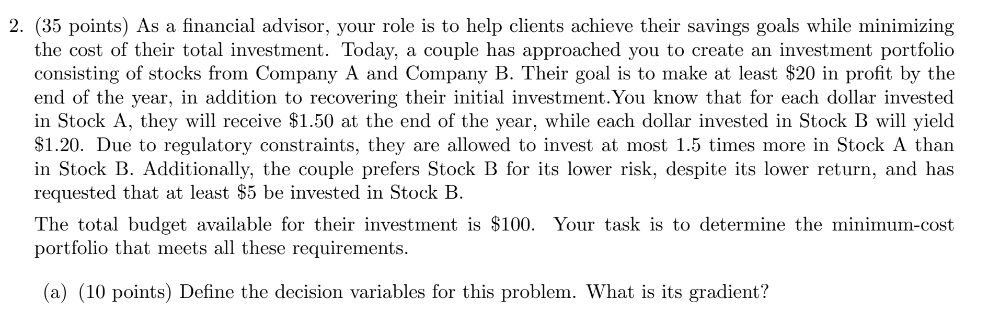 2. (35 points) As a financial advisor, your role is to help clients achieve their savings goals while minimizing
the cost of their total investment. Today, a couple has approached you to create an investment portfolio
consisting of stocks from Company A and Company B. Their goal is to make at least $20 in profit by the
end of the year, in addition to recovering their initial investment.You know that for each dollar invested
in Stock A, they will receive $1.50 at the end of the year, while each dollar invested in Stock B will yield
$1.20. Due to regulatory constraints, they are allowed to invest at most 1.5 times more in Stock A than
in Stock B. Additionally, the couple prefers Stock B for its lower risk, despite its lower return, and has
requested that at least $5 be invested in Stock B.
The total budget available for their investment is $100. Your task is to determine the minimum-cost
portfolio that meets all these requirements.
(a) (10 points) Define the decision variables for this problem. What is its gradient?